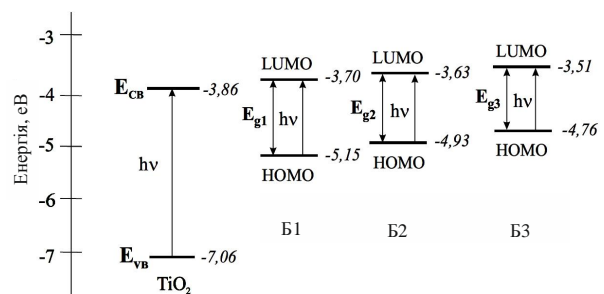 Енергія, еВ
-3
-4
-5
-6
-7
E_CB
-3,86
hν
E_VB
-7,06
TiO₂
LUMO
-3,70
E_g1
hν
-5,15
HOMO
Б1
LUMO
-3,63
E_g2
hν
-4,93
HOMO
Б2
LUMO
-3,51
E_g3
hν
-4,76
HOMO
Б3